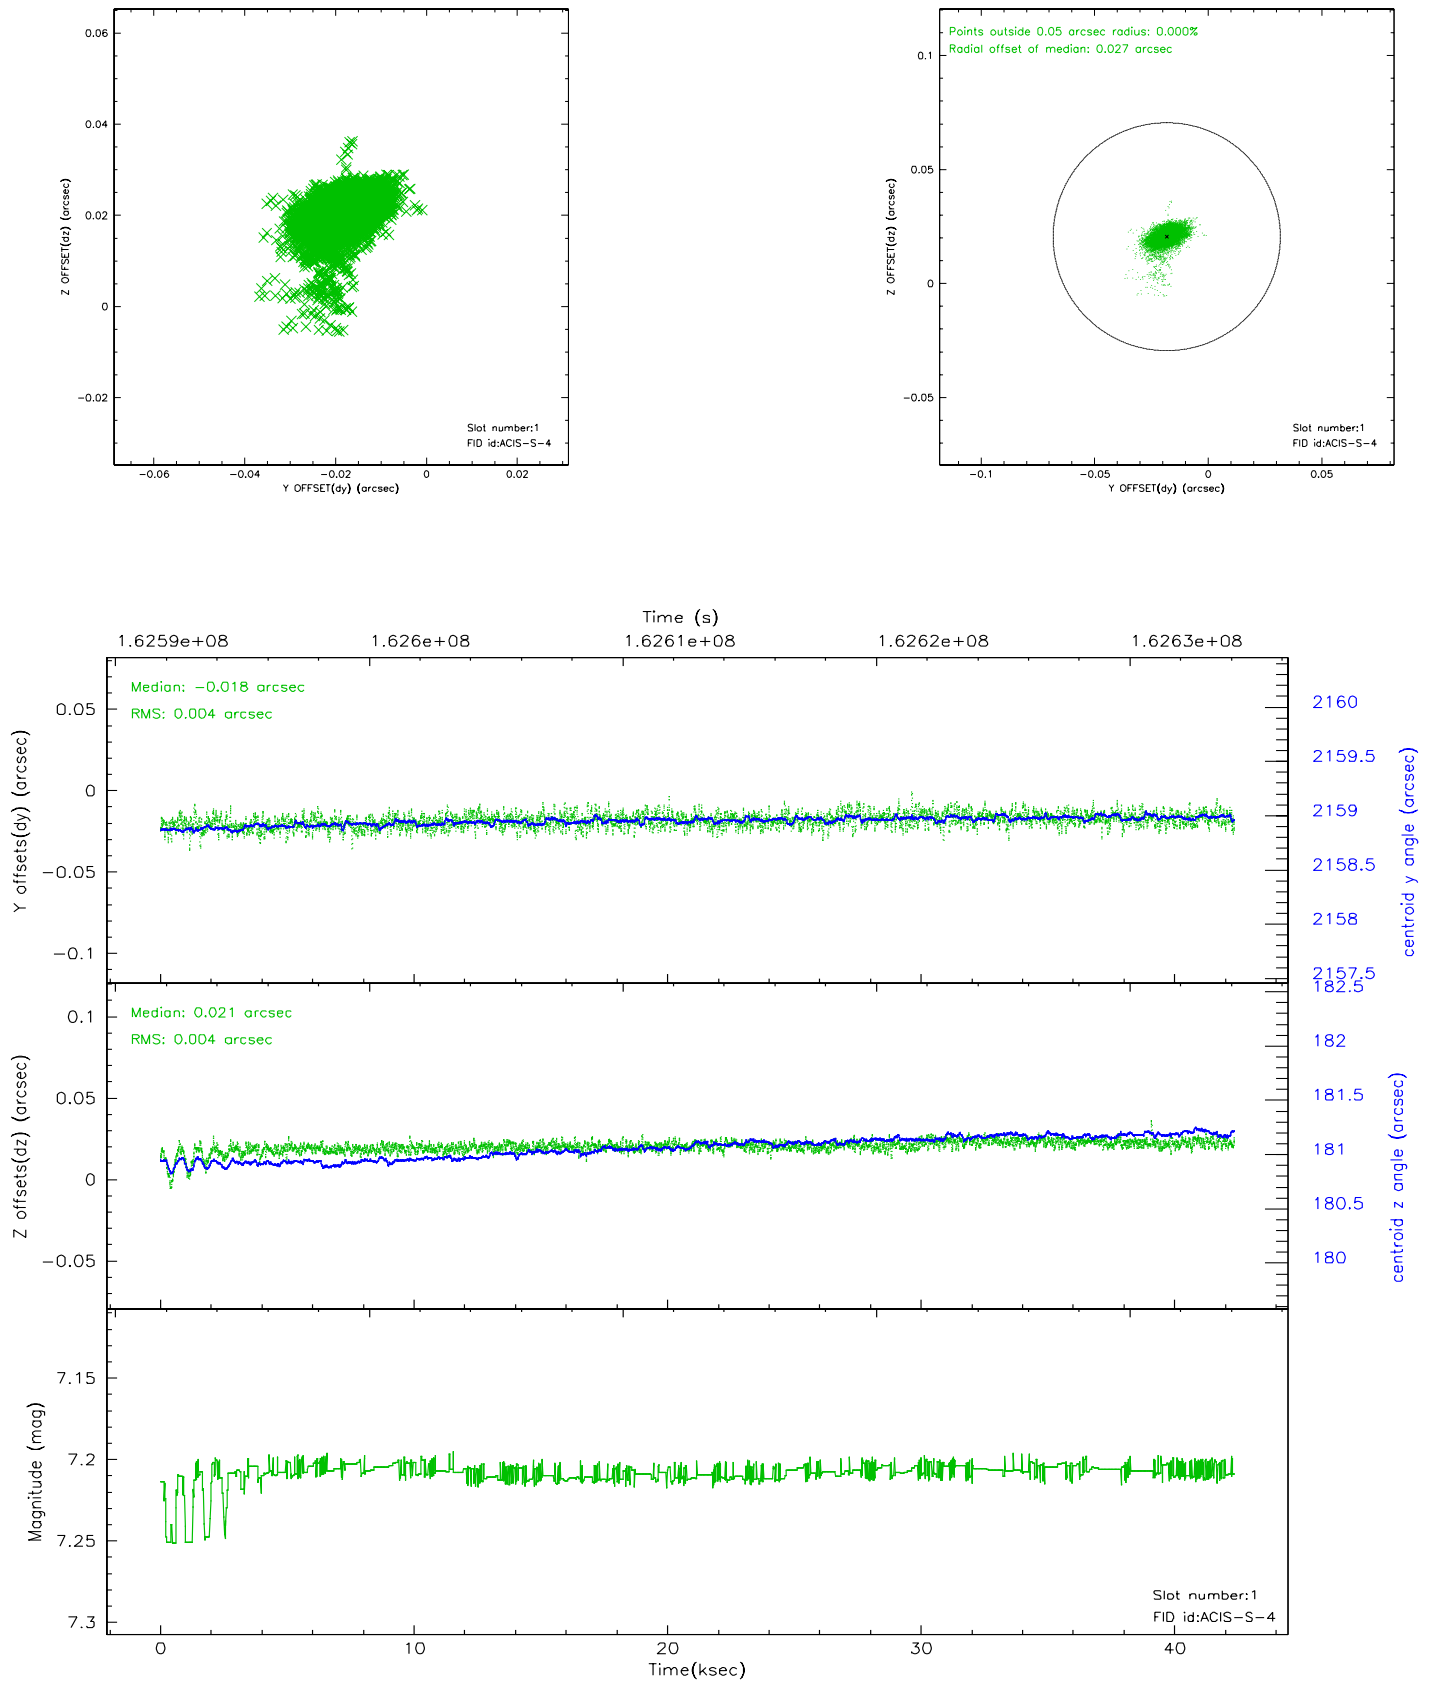 0.06
0.04
0.02
0
-0.02
Z OFFSET(dz) (arcsec)
-0.06 -0.04 -0.02 0 0.02
Y OFFSET(dy) (arcsec)
Slot number:1
FID id:ACIS-S-4
Points outside 0.05 arcsec radius: 0.000%
Radial offset of median: 0.027 arcsec
0.1
0.05
0
-0.05
Z OFFSET(dz) (arcsec)
-0.1 -0.05 0 0.05
Y OFFSET(dy) (arcsec)
Slot number:1
FID id:ACIS-S-4
Time (s)
1.6259e+08 1.626e+08 1.6261e+08 1.6262e+08 1.6263e+08
Median: -0.018 arcsec
RMS: 0.004 arcsec
0.05
0
-0.05
-0.1
Y offsets(dy) (arcsec)
2160
2159.5
2159
2158.5
2158
2157.5
centroid y angle (arcsec)
Median: 0.021 arcsec
RMS: 0.004 arcsec
0.1
0.05
0
-0.05
Z offsets(dz) (arcsec)
182.5
182
181.5
181
180.5
180
centroid z angle (arcsec)
7.15
7.2
7.25
7.3
Magnitude (mag)
Slot number:1
FID id:ACIS-S-4
0 10 20 30 40
Time(ksec)